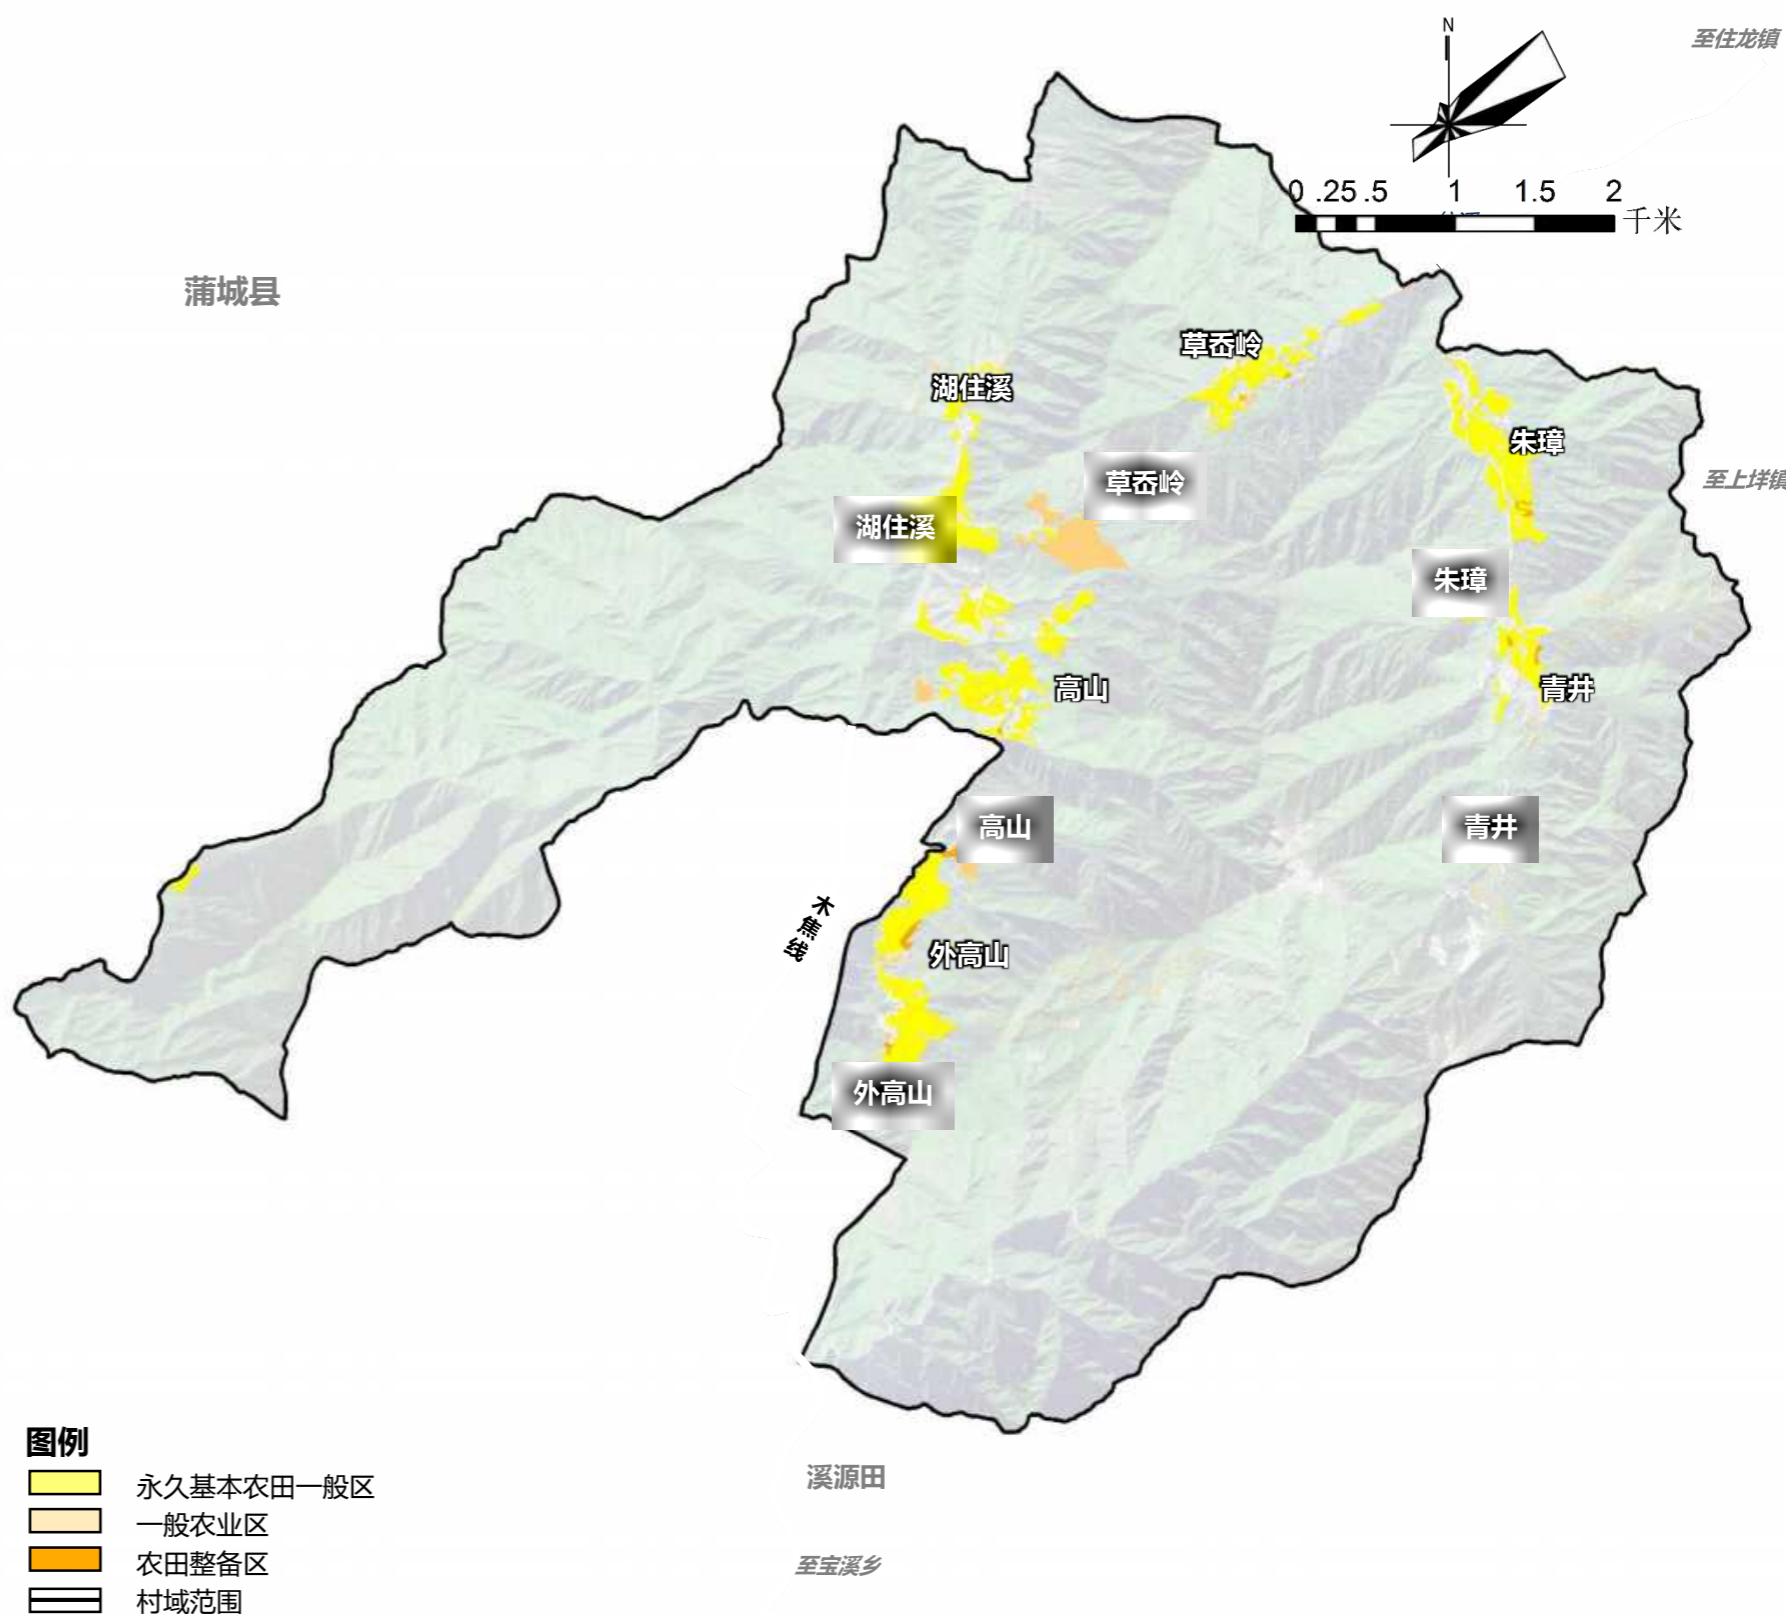 N
至住龙镇
0 .25 .5 1 1.5 2
千米
蒲城县
草岙岭
湖住溪
朱璋
草岙岭
至上垟镇
湖住溪
朱璋
高山
青井
高山
青井
木焦线
外高山
外高山
图例
永久基本农田一般区
一般农业区
农田整备区
村域范围
溪源田
至宝溪乡